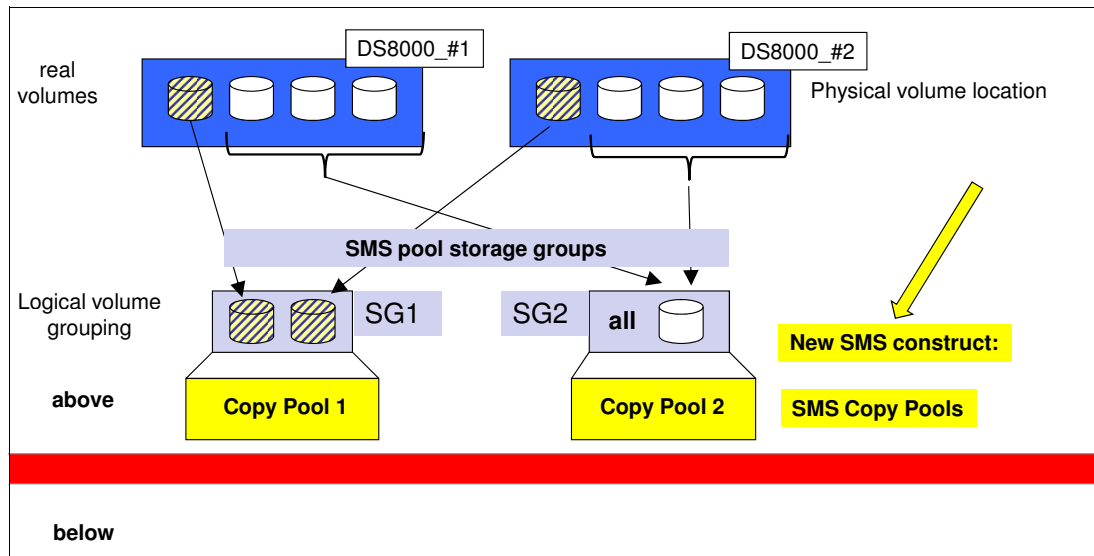 DS8000_#1
DS8000_#2
real
volumes
Physical volume location
SMS pool storage groups
Logical volume
grouping
SG1
SG2
all
New SMS construct:
above
Copy Pool 1
Copy Pool 2
SMS Copy Pools
below